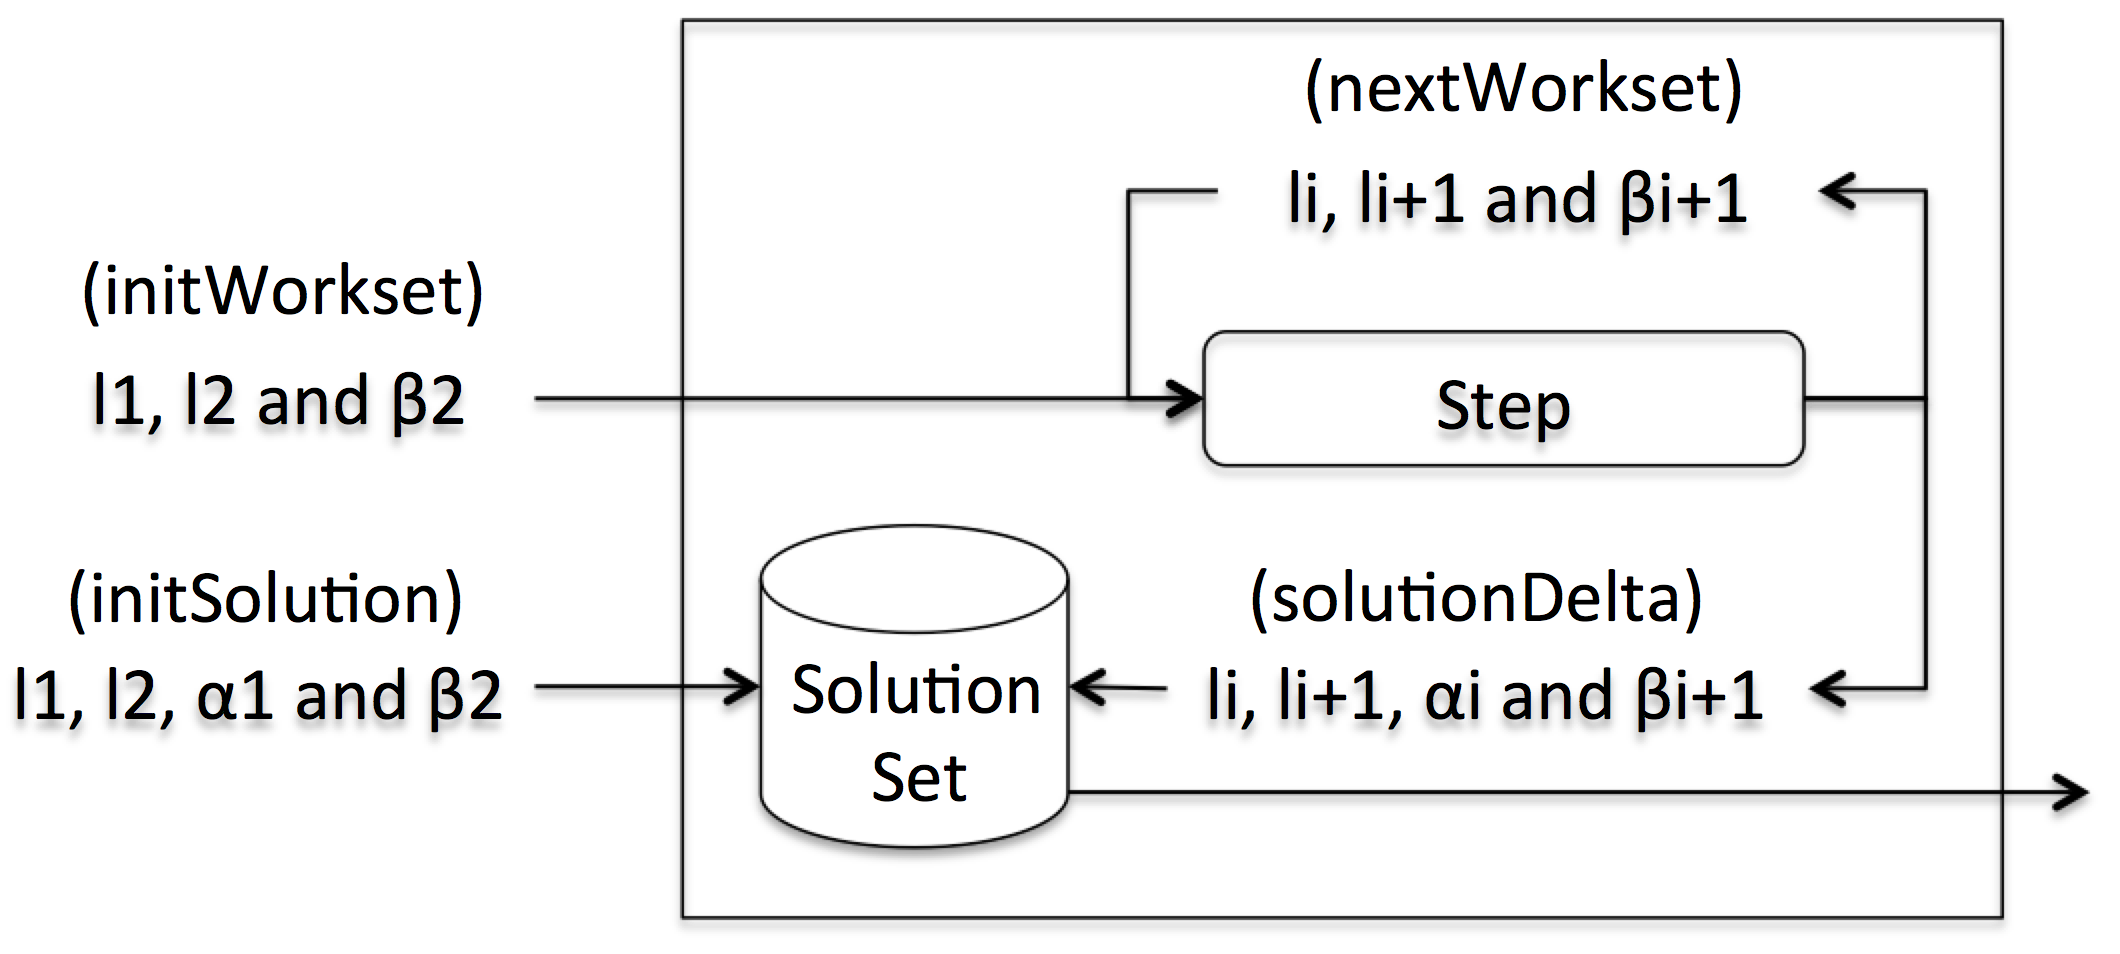 (nextWorkset)
li, li+1 and βi+1
(initWorkset)
l1, l2 and β2
Step
(initSolution)
l1, l2, α1 and β2
Solution
Set
(solutionDelta)
li, li+1, αi and βi+1